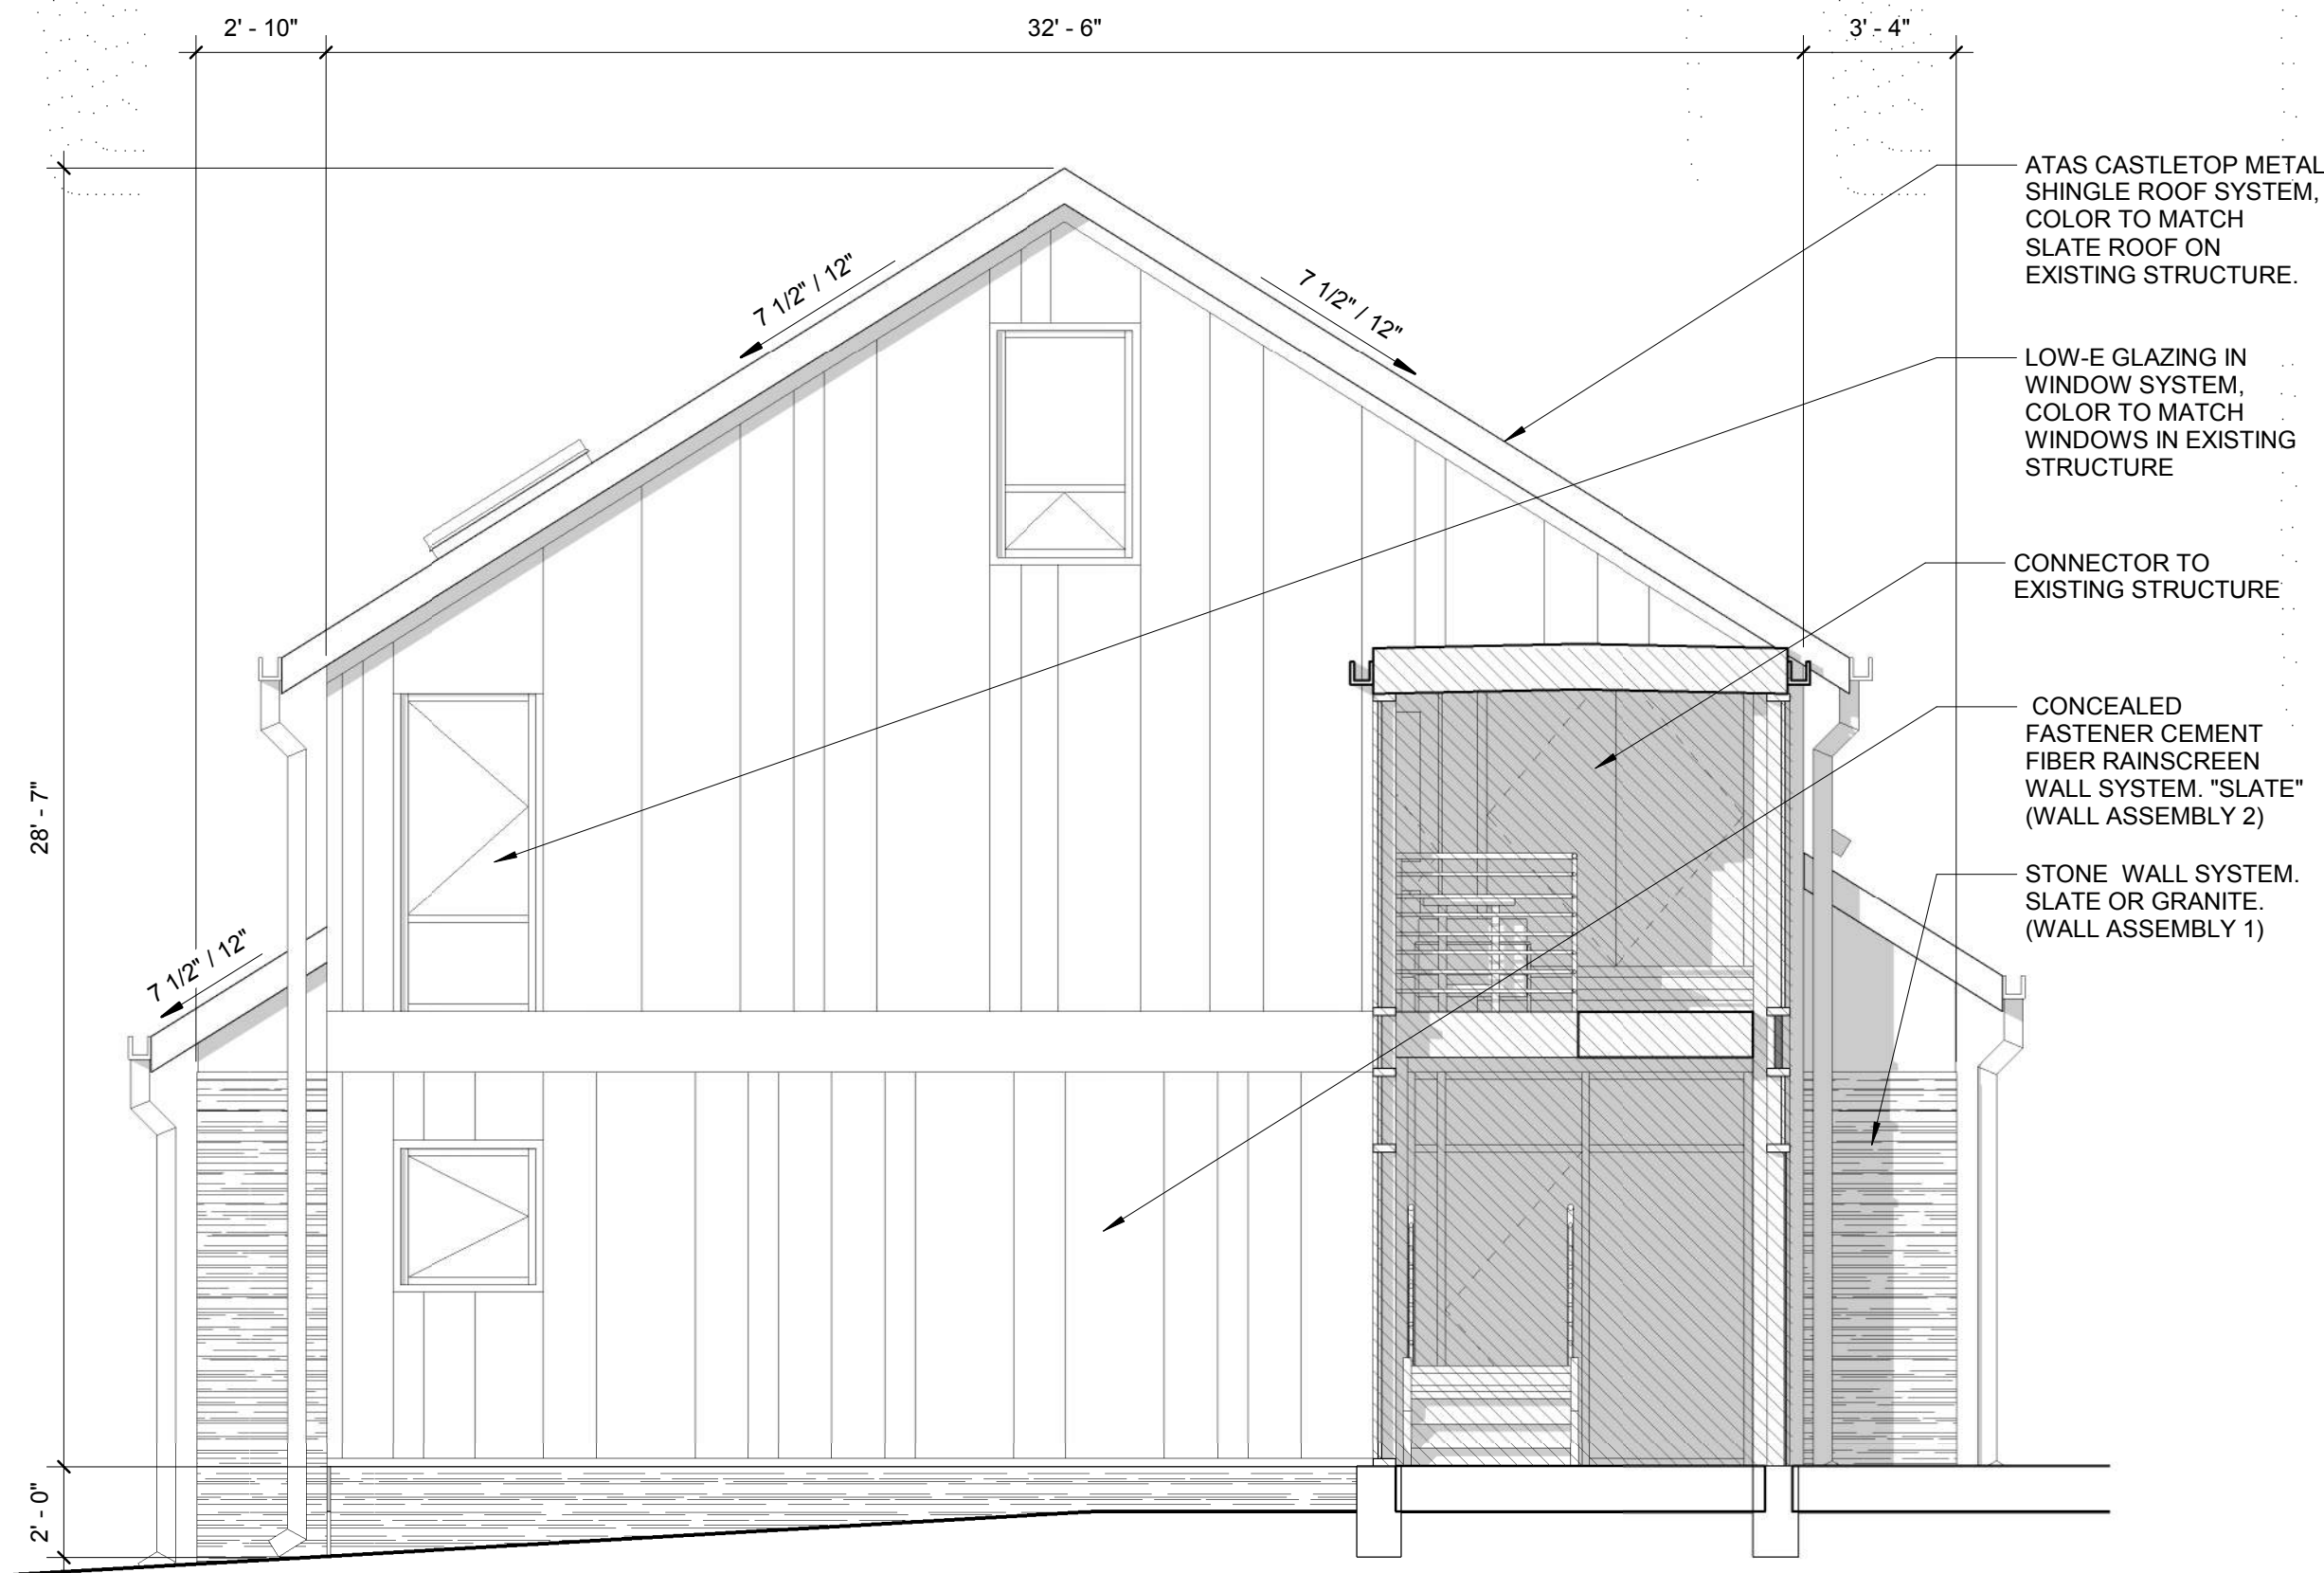 2' - 10"
32' - 6"
3' - 4"
ATAS CASTLETOP METAL
SHINGLE ROOF SYSTEM,
COLOR TO MATCH
SLATE ROOF ON
EXISTING STRUCTURE.
7 1/2" / 12"
7 1/2" / 12"
LOW-E GLAZING IN
WINDOW SYSTEM,
COLOR TO MATCH
WINDOWS IN EXISTING
STRUCTURE
CONNECTOR TO
EXISTING STRUCTURE
CONCEALED
FASTENER CEMENT
FIBER RAINSCREEN
WALL SYSTEM. "SLATE"
(WALL ASSEMBLY 2)
28' - 7"
STONE WALL SYSTEM.
SLATE OR GRANITE.
(WALL ASSEMBLY 1)
7 1/2" / 12"
2' - 0"